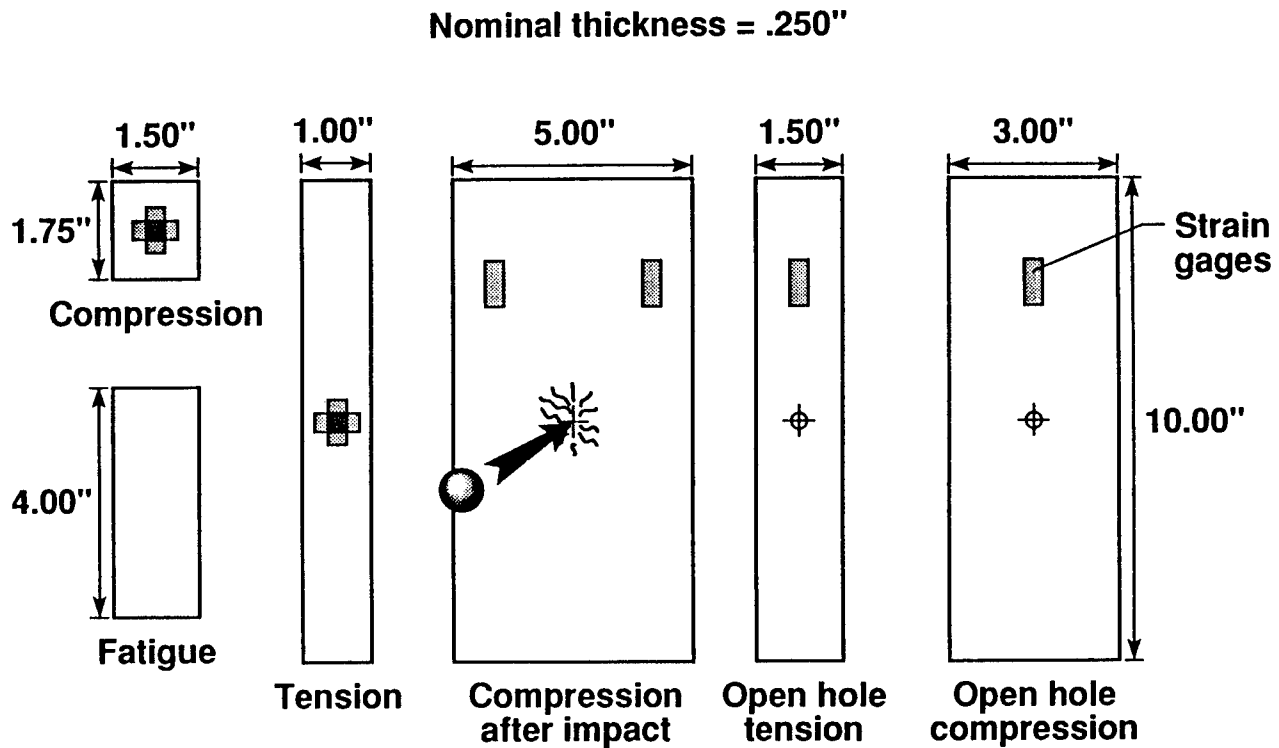 Nominal thickness = .250"
1.50"
1.00"
5.00"
1.50"
3.00"
1.75"
Compression
Strain
gages
10.00"
4.00"
Fatigue
Tension
Compression
after impact
Open hole
tension
Open hole
compression